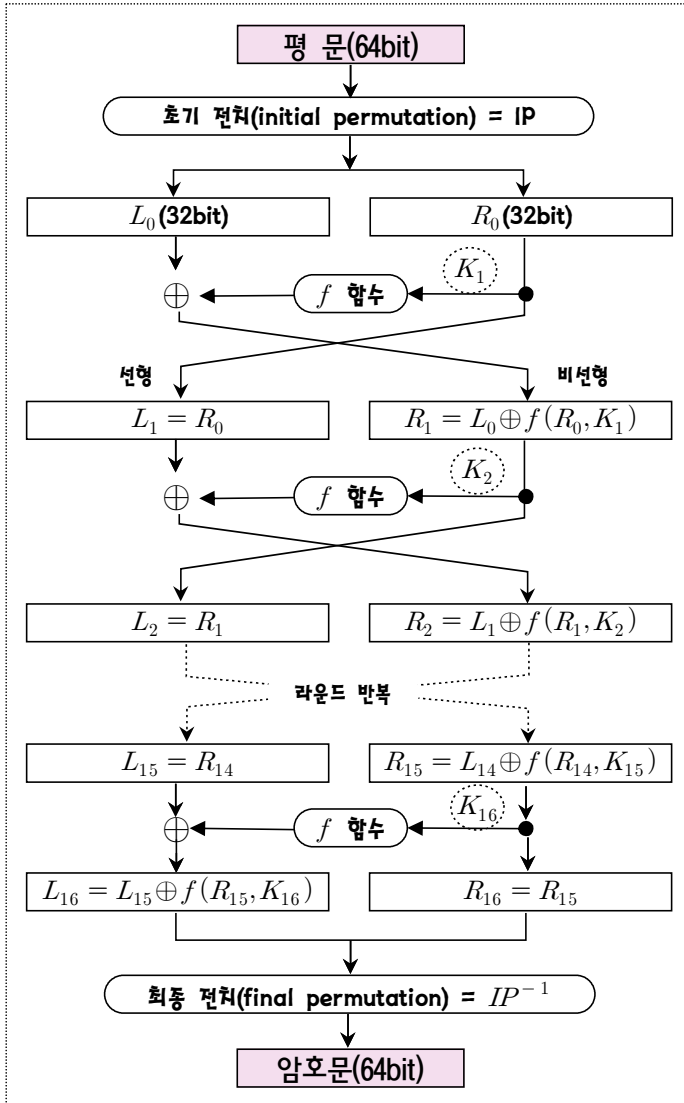 평 문(64bit)
초기 전치(initial permutation) = IP
L₀(32bit) R₀(32bit)
K₁
⊕ f 함수
선형 비선형
L₁ = R₀ R₁ = L₀⊕f(R₀, K₁)
K₂
⊕ f 함수
L₂ = R₁ R₂ = L₁⊕f(R₁, K₂)
라운드 반복
L₁₅ = R₁₄ R₁₅ = L₁₄⊕f(R₁₄, K₁₅)
K₁₆
⊕ f 함수
L₁₆ = L₁₅⊕f(R₁₅, K₁₆) R₁₆ = R₁₅
최종 전치(final permutation) = IP⁻¹
암호문(64bit)